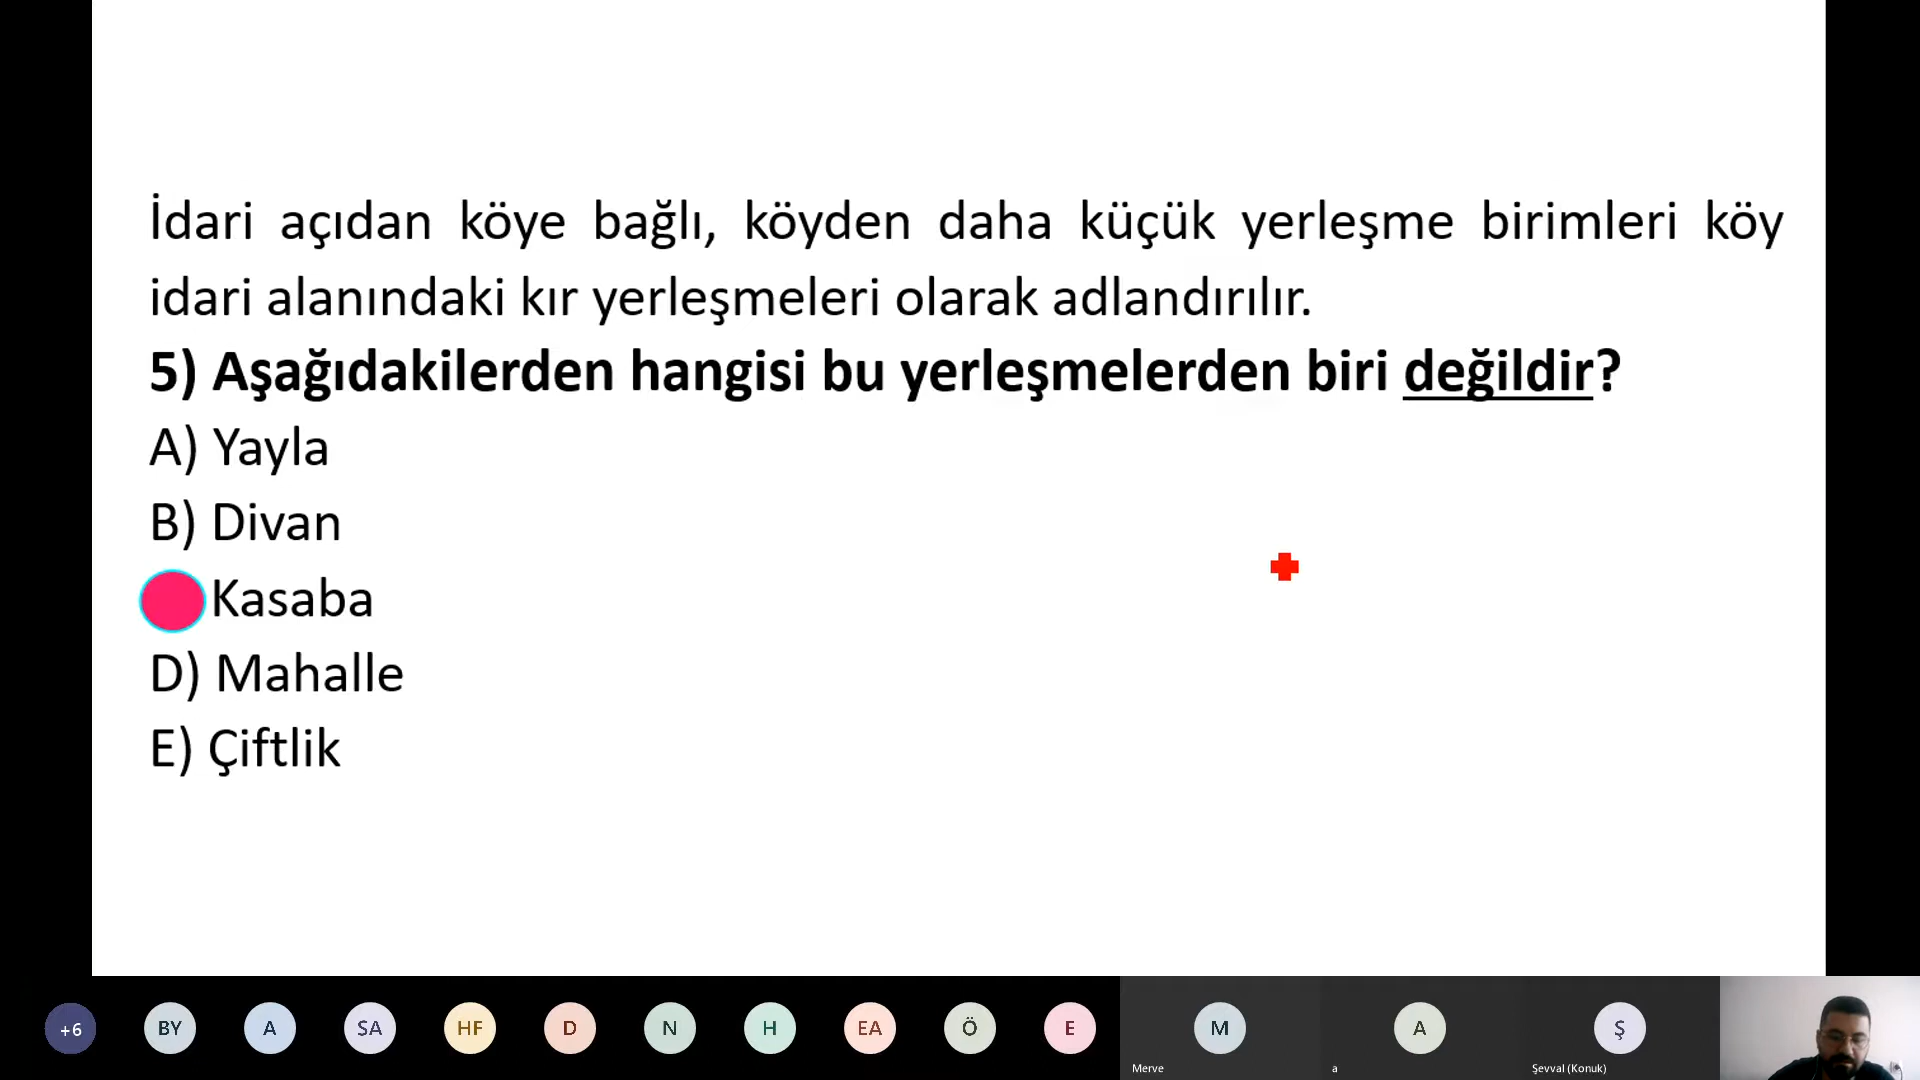 İdari açıdan köye bağlı, köyden daha küçük yerleşme birimleri köy
idari alanındaki kır yerleşmeleri olarak adlandırılır.
5) Aşağıdakilerden hangisi bu yerleşmelerden biri değildir?
A) Yayla
B) Divan
Kasaba
D) Mahalle
E) Çiftlik
+6 BY A SA HF D N H EA Ö E M A Ş
Merve a Şevval (Konuk)